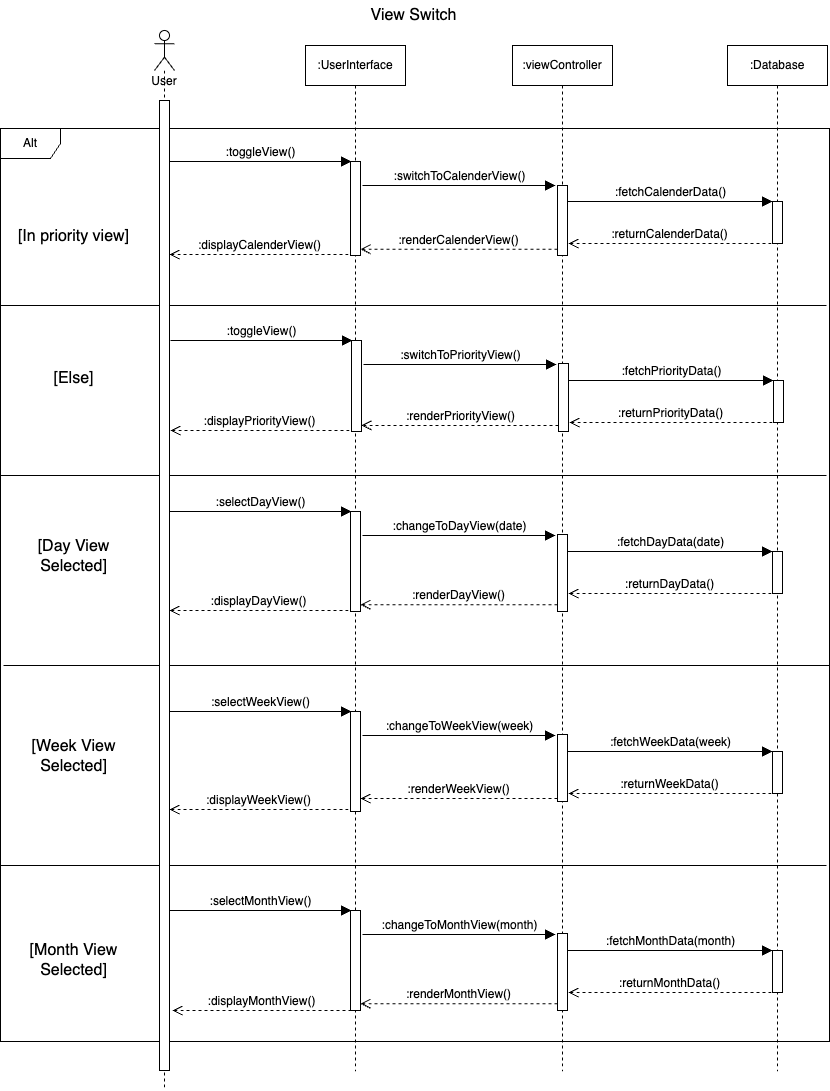 View Switch
User
:UserInterface
:viewController
:Database
Alt
:toggleView()
:switchToCalenderView()
:fetchCalenderData()
[In priority view]
:returnCalenderData()
:renderCalenderView()
:displayCalenderView()
:toggleView()
:switchToPriorityView()
:fetchPriorityData()
[Else]
:returnPriorityData()
:renderPriorityView()
:displayPriorityView()
:selectDayView()
:changeToDayView(date)
:fetchDayData(date)
[Day View
Selected]
:returnDayData()
:renderDayView()
:displayDayView()
:selectWeekView()
:changeToWeekView(week)
:fetchWeekData(week)
[Week View
Selected]
:returnWeekData()
:renderWeekView()
:displayWeekView()
:selectMonthView()
:changeToMonthView(month)
:fetchMonthData(month)
[Month View
Selected]
:returnMonthData()
:renderMonthView()
:displayMonthView()